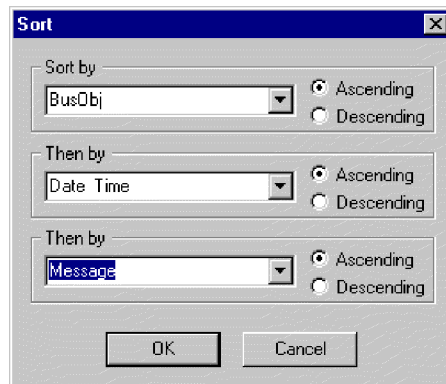 Sort
Sort by
BusObj
Ascending
Descending
Then by
Date Time
Ascending
Descending
Then by
Message
Ascending
Descending
OK Cancel